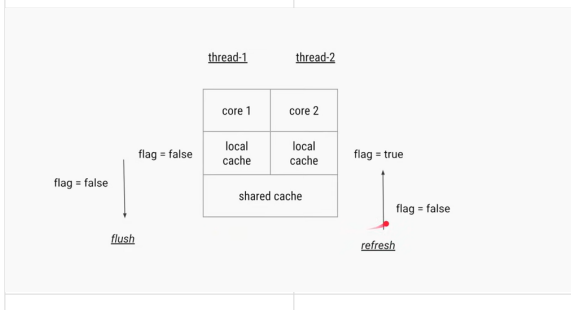 thread-1
thread-2
core 1
core 2
local
cache
local
cache
shared cache
flag = false
flag = false
flush
flag = true
flag = false
refresh